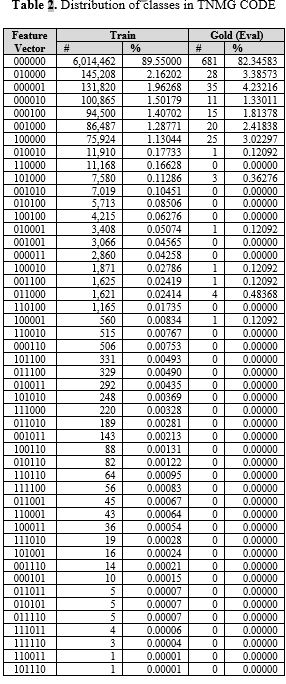 Table 2. Distribution of classes in TNMG CODE
Feature Vector Train Gold (Eval)
# % # %
000000 6,014,462 89.55000 681 82.34583
010000 145,208 2.16202 28 3.38573
000001 131,820 1.96268 35 4.23216
000010 100,865 1.50179 11 1.33011
000100 94,500 1.40702 15 1.81378
001000 86,487 1.28771 20 2.41838
100000 75,924 1.13044 25 3.02297
010010 11,910 0.17733 1 0.12092
110000 11,168 0.16628 0 0.00000
101000 7,580 0.11286 3 0.36276
001010 7,019 0.10451 0 0.00000
010100 5,713 0.08506 0 0.00000
100100 4,215 0.06276 0 0.00000
010001 3,408 0.05074 1 0.12092
001001 3,066 0.04565 0 0.00000
000011 2,860 0.04258 0 0.00000
100010 1,871 0.02786 1 0.12092
001100 1,625 0.02419 1 0.12092
011000 1,621 0.02414 4 0.48368
110100 1,165 0.01735 0 0.00000
100001 560 0.00834 1 0.12092
110010 515 0.00767 0 0.00000
000110 506 0.00753 0 0.00000
101100 331 0.00493 0 0.00000
011100 329 0.00490 0 0.00000
010011 292 0.00435 0 0.00000
101010 248 0.00369 0 0.00000
111000 220 0.00328 0 0.00000
011010 189 0.00281 0 0.00000
001011 143 0.00213 0 0.00000
100110 88 0.00131 0 0.00000
010110 82 0.00122 0 0.00000
110110 64 0.00095 0 0.00000
111100 56 0.00083 0 0.00000
011001 45 0.00067 0 0.00000
110001 43 0.00064 0 0.00000
100011 36 0.00054 0 0.00000
111010 19 0.00028 0 0.00000
101001 16 0.00024 0 0.00000
001110 14 0.00021 0 0.00000
000101 10 0.00015 0 0.00000
011011 5 0.00007 0 0.00000
010101 5 0.00007 0 0.00000
011110 5 0.00007 0 0.00000
111011 4 0.00006 0 0.00000
111110 3 0.00004 0 0.00000
110011 1 0.00001 0 0.00000
101110 1 0.00001 0 0.00000